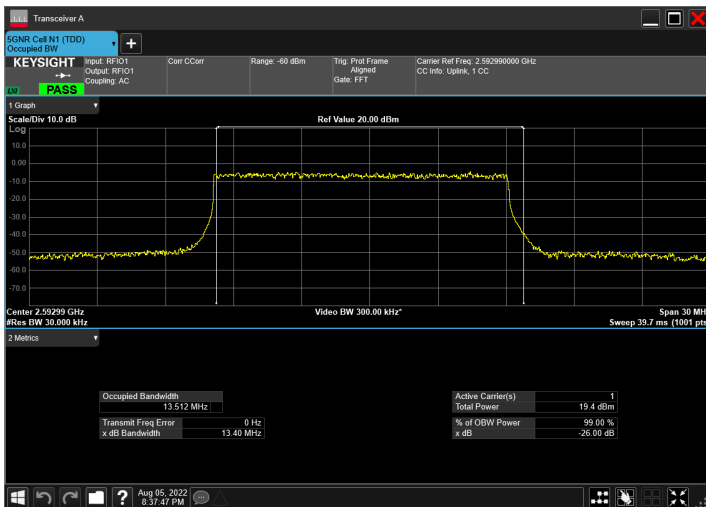 Transceiver A
5GNR Cell N1 (TDD)
Occupied BW
KEYSIGHT
Input: RFIO1
Output: RFIO1
Coupling: AC
Corr CCorr
Range: -60 dBm
Trig: Prot Frame
Aligned
Gate: FFT
Carrier Ref Freq: 2.592990000 GHz
CC Info: Uplink, 1 CC
LXI
PASS
1 Graph
Scale/Div 10.0 dB
Ref Value 20.00 dBm
Log
10.0
0.00
-10.0
-20.0
-30.0
-40.0
-50.0
-60.0
-70.0
Center 2.59299 GHz
#Res BW 30.000 kHz
Video BW 300.00 kHz*
Span 30 MH
Sweep 39.7 ms (1001 pts
2 Metrics
Occupied Bandwidth
13.512 MHz
Transmit Freq Error 0 Hz
x dB Bandwidth 13.40 MHz
Active Carrier(s) 1
Total Power 19.4 dBm
% of OBW Power 99.00 %
x dB -26.00 dB
Aug 05, 2022
8:37:47 PM